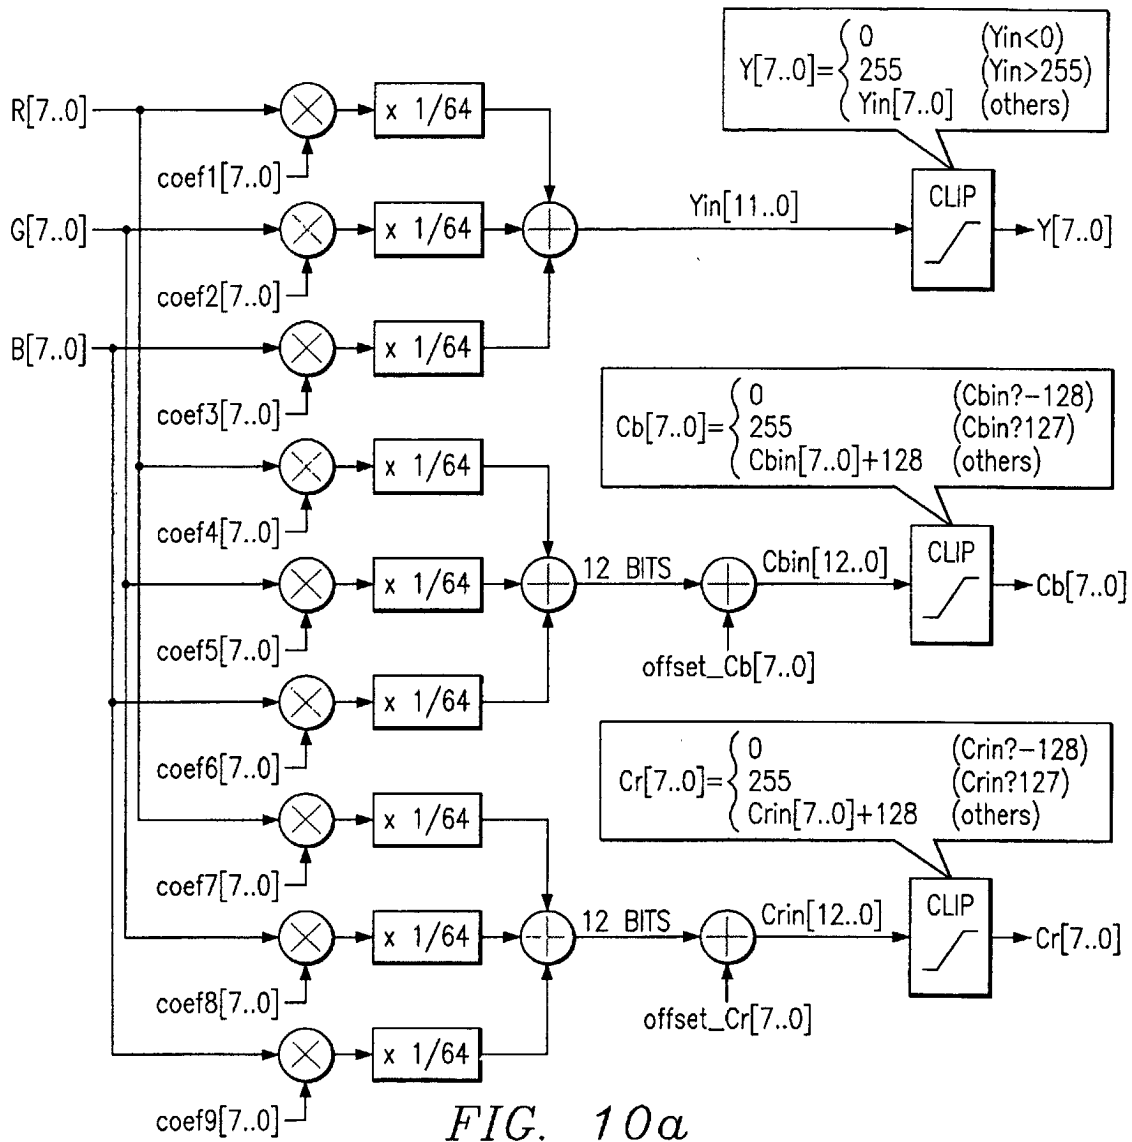 Y[7..0]= 0 (Yin<0)
255 (Yin>255)
Yin[7..0] (others)
R[7..0]
x 1/64
coef1[7..0]
CLIP
G[7..0]
x 1/64
Yin[11..0]
Y[7..0]
coef2[7..0]
B[7..0]
x 1/64
coef3[7..0]
Cb[7..0]= 0 (Cbin?-128)
255 (Cbin?127)
Cbin[7..0]+128 (others)
x 1/64
coef4[7..0]
CLIP
x 1/64
12 BITS
Cbin[12..0]
Cb[7..0]
coef5[7..0]
offset_Cb[7..0]
x 1/64
coef6[7..0]
Cr[7..0]= 0 (Crin?-128)
255 (Crin?127)
Crin[7..0]+128 (others)
x 1/64
coef7[7..0]
CLIP
x 1/64
12 BITS
Crin[12..0]
Cr[7..0]
coef8[7..0]
offset_Cr[7..0]
x 1/64
coef9[7..0]
FIG. 10a